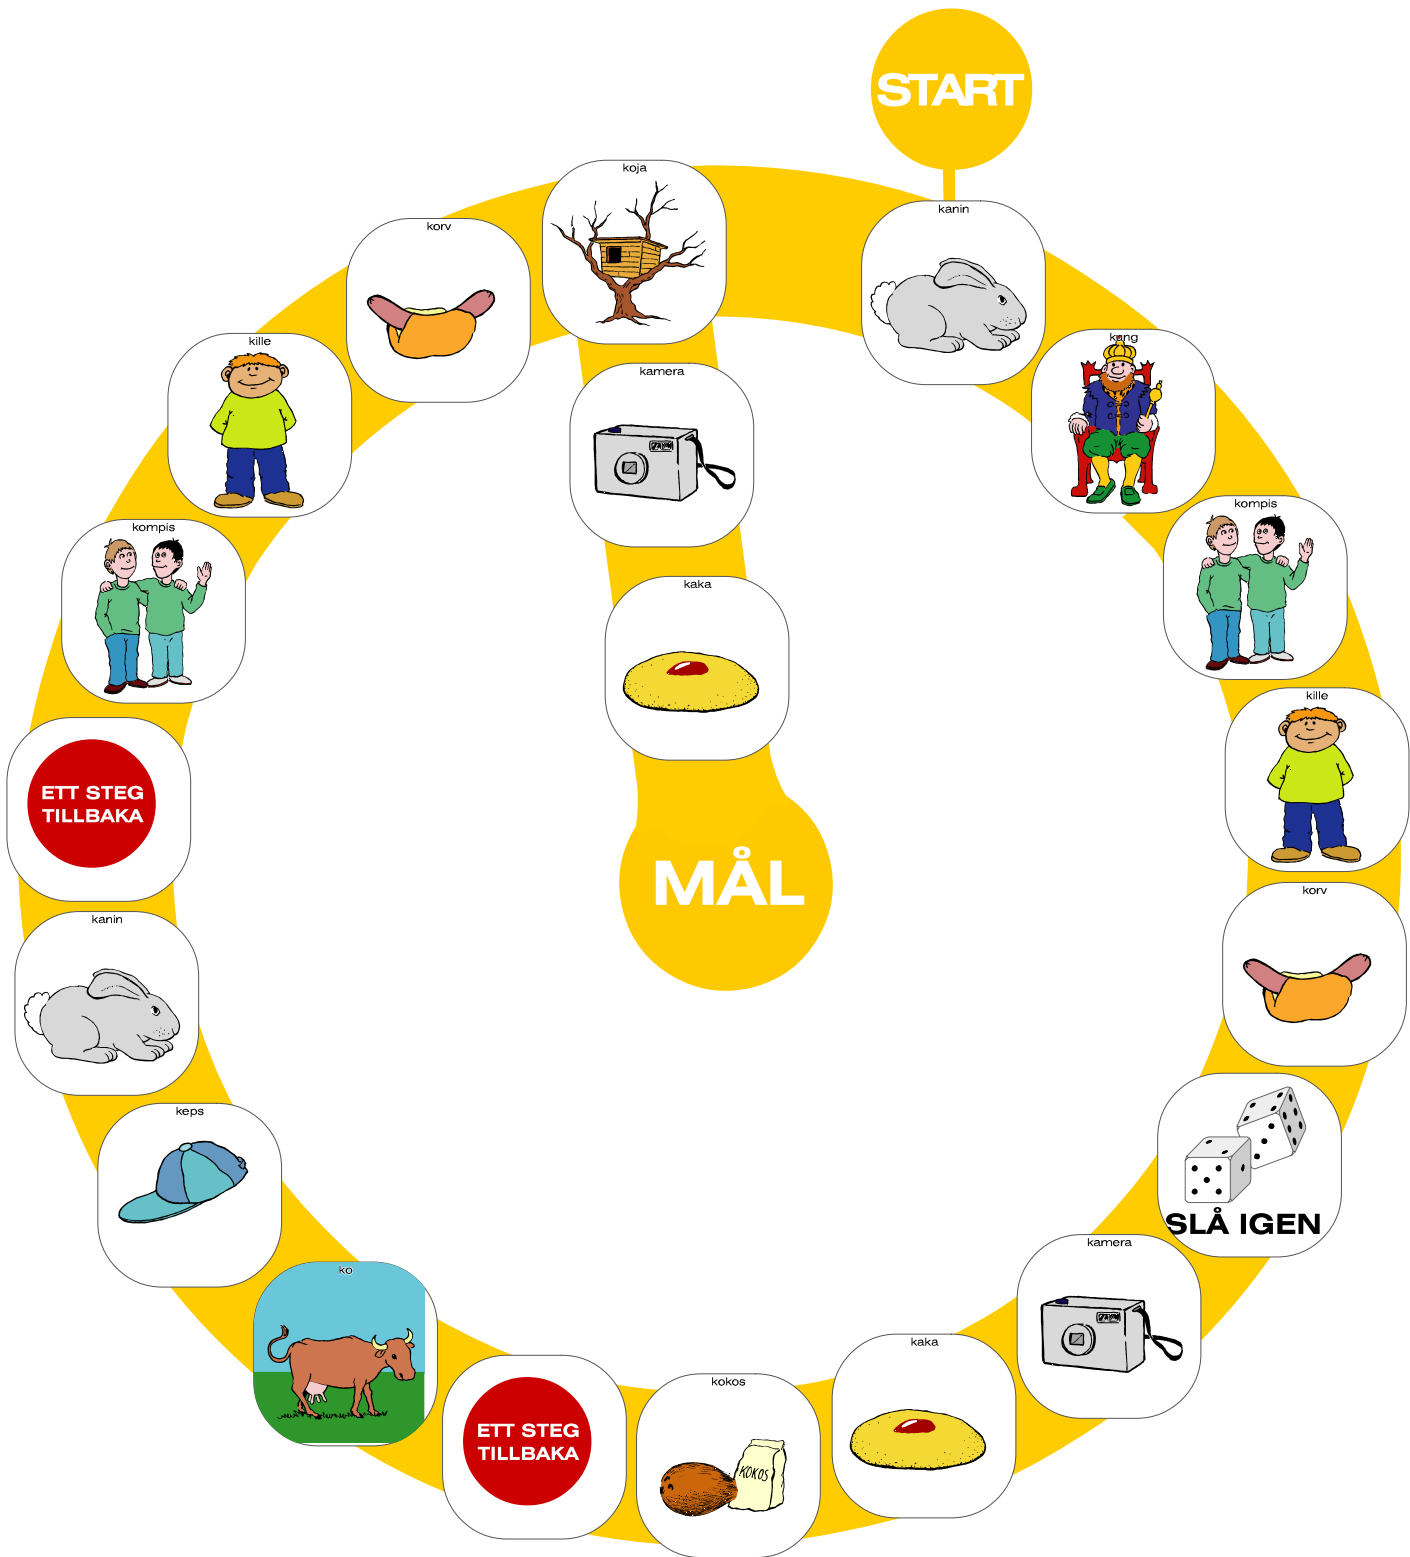 START
kanin
kung
kompis
kille
korv
SLÅ IGEN
kamera
kaka
kokos
KOKOS
ETT STEG
TILLBAKA
ko
keps
kanin
ETT STEG
TILLBAKA
kompis
kille
korv
koja
kamera
kaka
MÅL